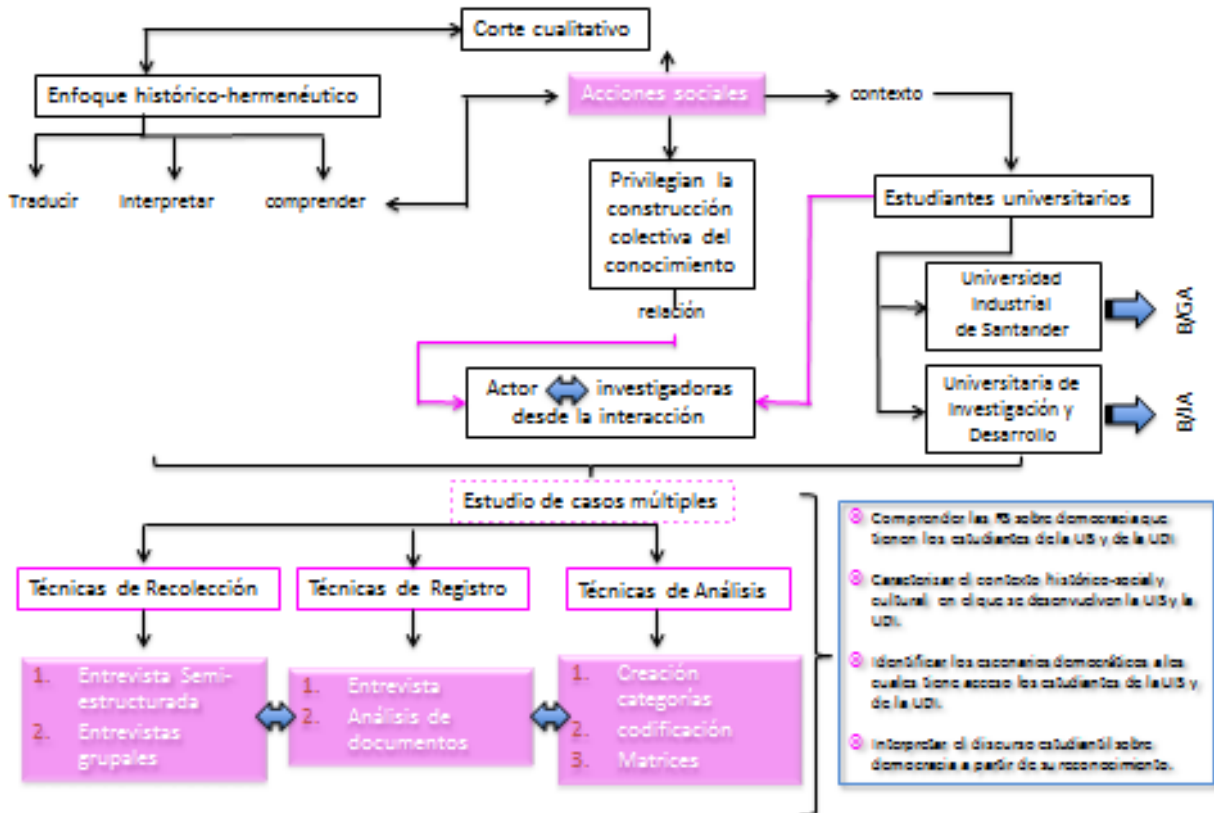 Corte cualitativo
Enfoque histórico-hermenéutico
Acciones sociales
contexto
Traducir
Interpretar
comprender
Privilegian la
construcción
colectiva del
conocimiento
relación
Estudiantes universitarios
Universidad
Industrial
de Santander
B/GA
Universitaria de
Investigación y
Desarrollo
B/JA
Actor investigadoras
desde la interacción
Estudio de casos múltiples
Técnicas de Recolección
Técnicas de Registro
Técnicas de Análisis
1. Entrevista Semi-
estructurada
2. Entrevistas
grupales
1. Entrevista
2. Análisis de
documentos
1. Creación
categorías
2. codificación
3. Matrices
Comprender las RS sobre democracia que
tienen los estudiantes de la UIS y de la UDI
Caracterizar el contexto histórico-social y
cultural en el que se desenvuelven la UIS y la
UDI.
Identificar los escenarios democráticos a los
cuales tiene acceso los estudiantes de la UIS y
de la UDI.
Interpretar el discurso estudiantil sobre
democracia a partir de su reconocimiento.